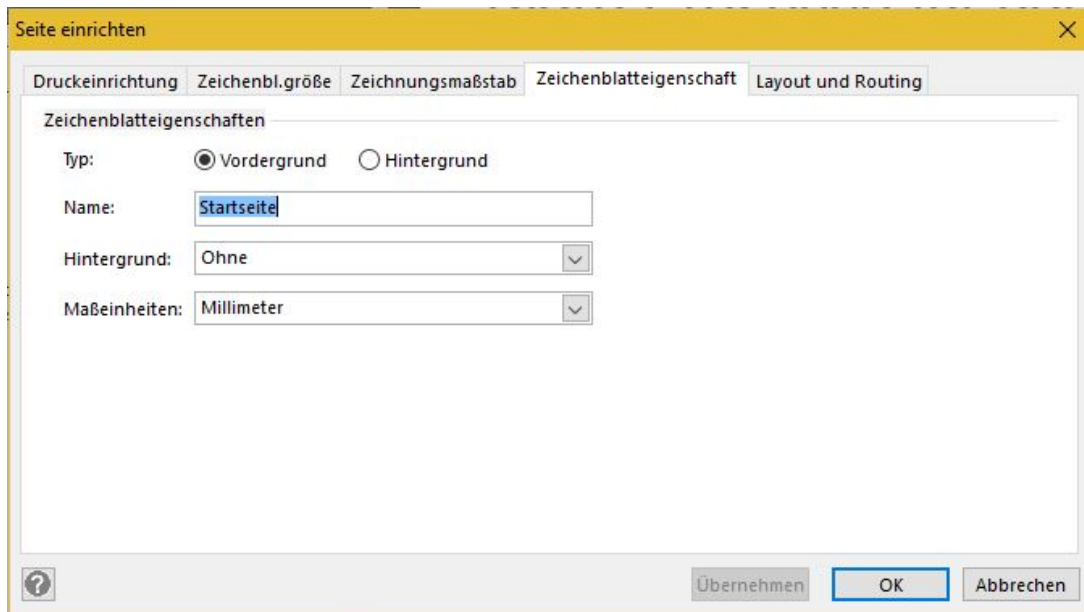 Seite einrichten
Druckeinrichtung Zeichenbl.größe Zeichnungsmaßstab Zeichenblatteigenschaft Layout und Routing
Zeichenblatteigenschaften
Typ: Vordergrund Hintergrund
Name: Startseite
Hintergrund: Ohne
Maßeinheiten: Millimeter
Übernehmen OK Abbrechen